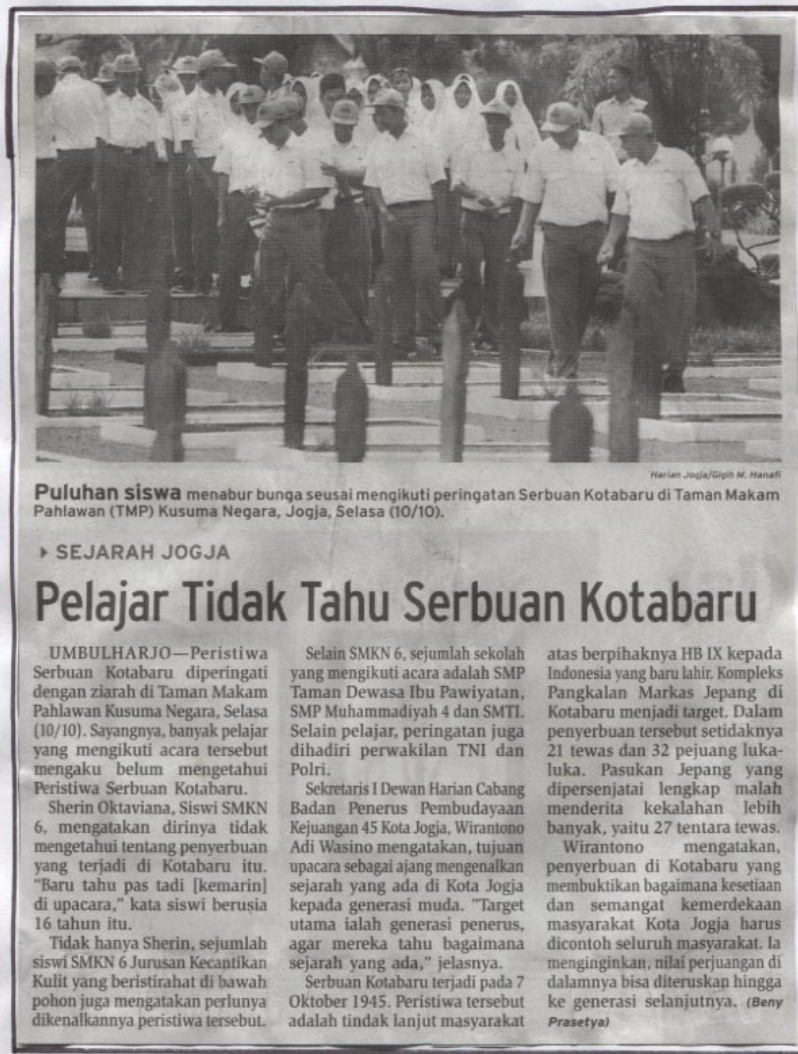 Harian Jogja/Gigih M. Hanafi
Puluhan siswa menabur bunga seusai mengikuti peringatan Serbuan Kotabaru di Taman Makam
Pahlawan (TMP) Kusuma Negara, Jogja, Selasa (10/10).
SEJARAH JOGJA
Pelajar Tidak Tahu Serbuan Kotabaru
UMBULHARJO—Peristiwa
Serbuan Kotabaru diperingati
dengan ziarah di Taman Makam
Pahlawan Kusuma Negara, Selasa
(10/10). Sayangnya, banyak pelajar
yang mengikuti acara tersebut
mengaku belum mengetahui
Peristiwa Serbuan Kotabaru.
Sherin Oktaviana, Siswi SMKN
6, mengatakan dirinya tidak
mengetahui tentang penyerbuan
yang terjadi di Kotabaru itu.
"Baru tahu pas tadi [kemarin]
di upacara," kata siswi berusia
16 tahun itu.
Tidak hanya Sherin, sejumlah
siswi SMKN 6 Jurusan Kecantikan
Kulit yang beristirahat di bawah
pohon juga mengatakan perlunya
dikenalkannya peristiwa tersebut.
Selain SMKN 6, sejumlah sekolah
yang mengikuti acara adalah SMP
Taman Dewasa Ibu Pawiyatan,
SMP Muhammadiyah 4 dan SMTI.
Selain pelajar, peringatan juga
dihadiri perwakilan TNI dan
Polri.
Sekretaris I Dewan Harian Cabang
Badan Penerus Pembudayaan
Kejuangan 45 Kota Jogja, Wirantono
Adi Wasino mengatakan, tujuan
upacara sebagai ajang mengenalkan
sejarah yang ada di Kota Jogja
kepada generasi muda. "Target
utama ialah generasi penerus,
agar mereka tahu bagaimana
sejarah yang ada," jelasnya.
Serbuan Kotabaru terjadi pada 7
Oktober 1945. Peristiwa tersebut
adalah tindak lanjut masyarakat
atas berpihaknya HB IX kepada
Indonesia yang baru lahir. Kompleks
Pangkalan Markas Jepang di
Kotabaru menjadi target. Dalam
penyerbuan tersebut setidaknya
21 tewas dan 32 pejuang luka-
luka. Pasukan Jepang yang
dipersenjatai lengkap malah
menderita kekalahan lebih
banyak, yaitu 27 tentara tewas.
Wirantono mengatakan,
penyerbuan di Kotabaru yang
membuktikan bagaimana kesetiaan
dan semangat kemerdekaan
masyarakat Kota Jogja harus
dicontoh seluruh masyarakat. Ia
menginginkan, nilai perjuangan di
dalamnya bisa diteruskan hingga
ke generasi selanjutnya. (Beny
Prasetya)